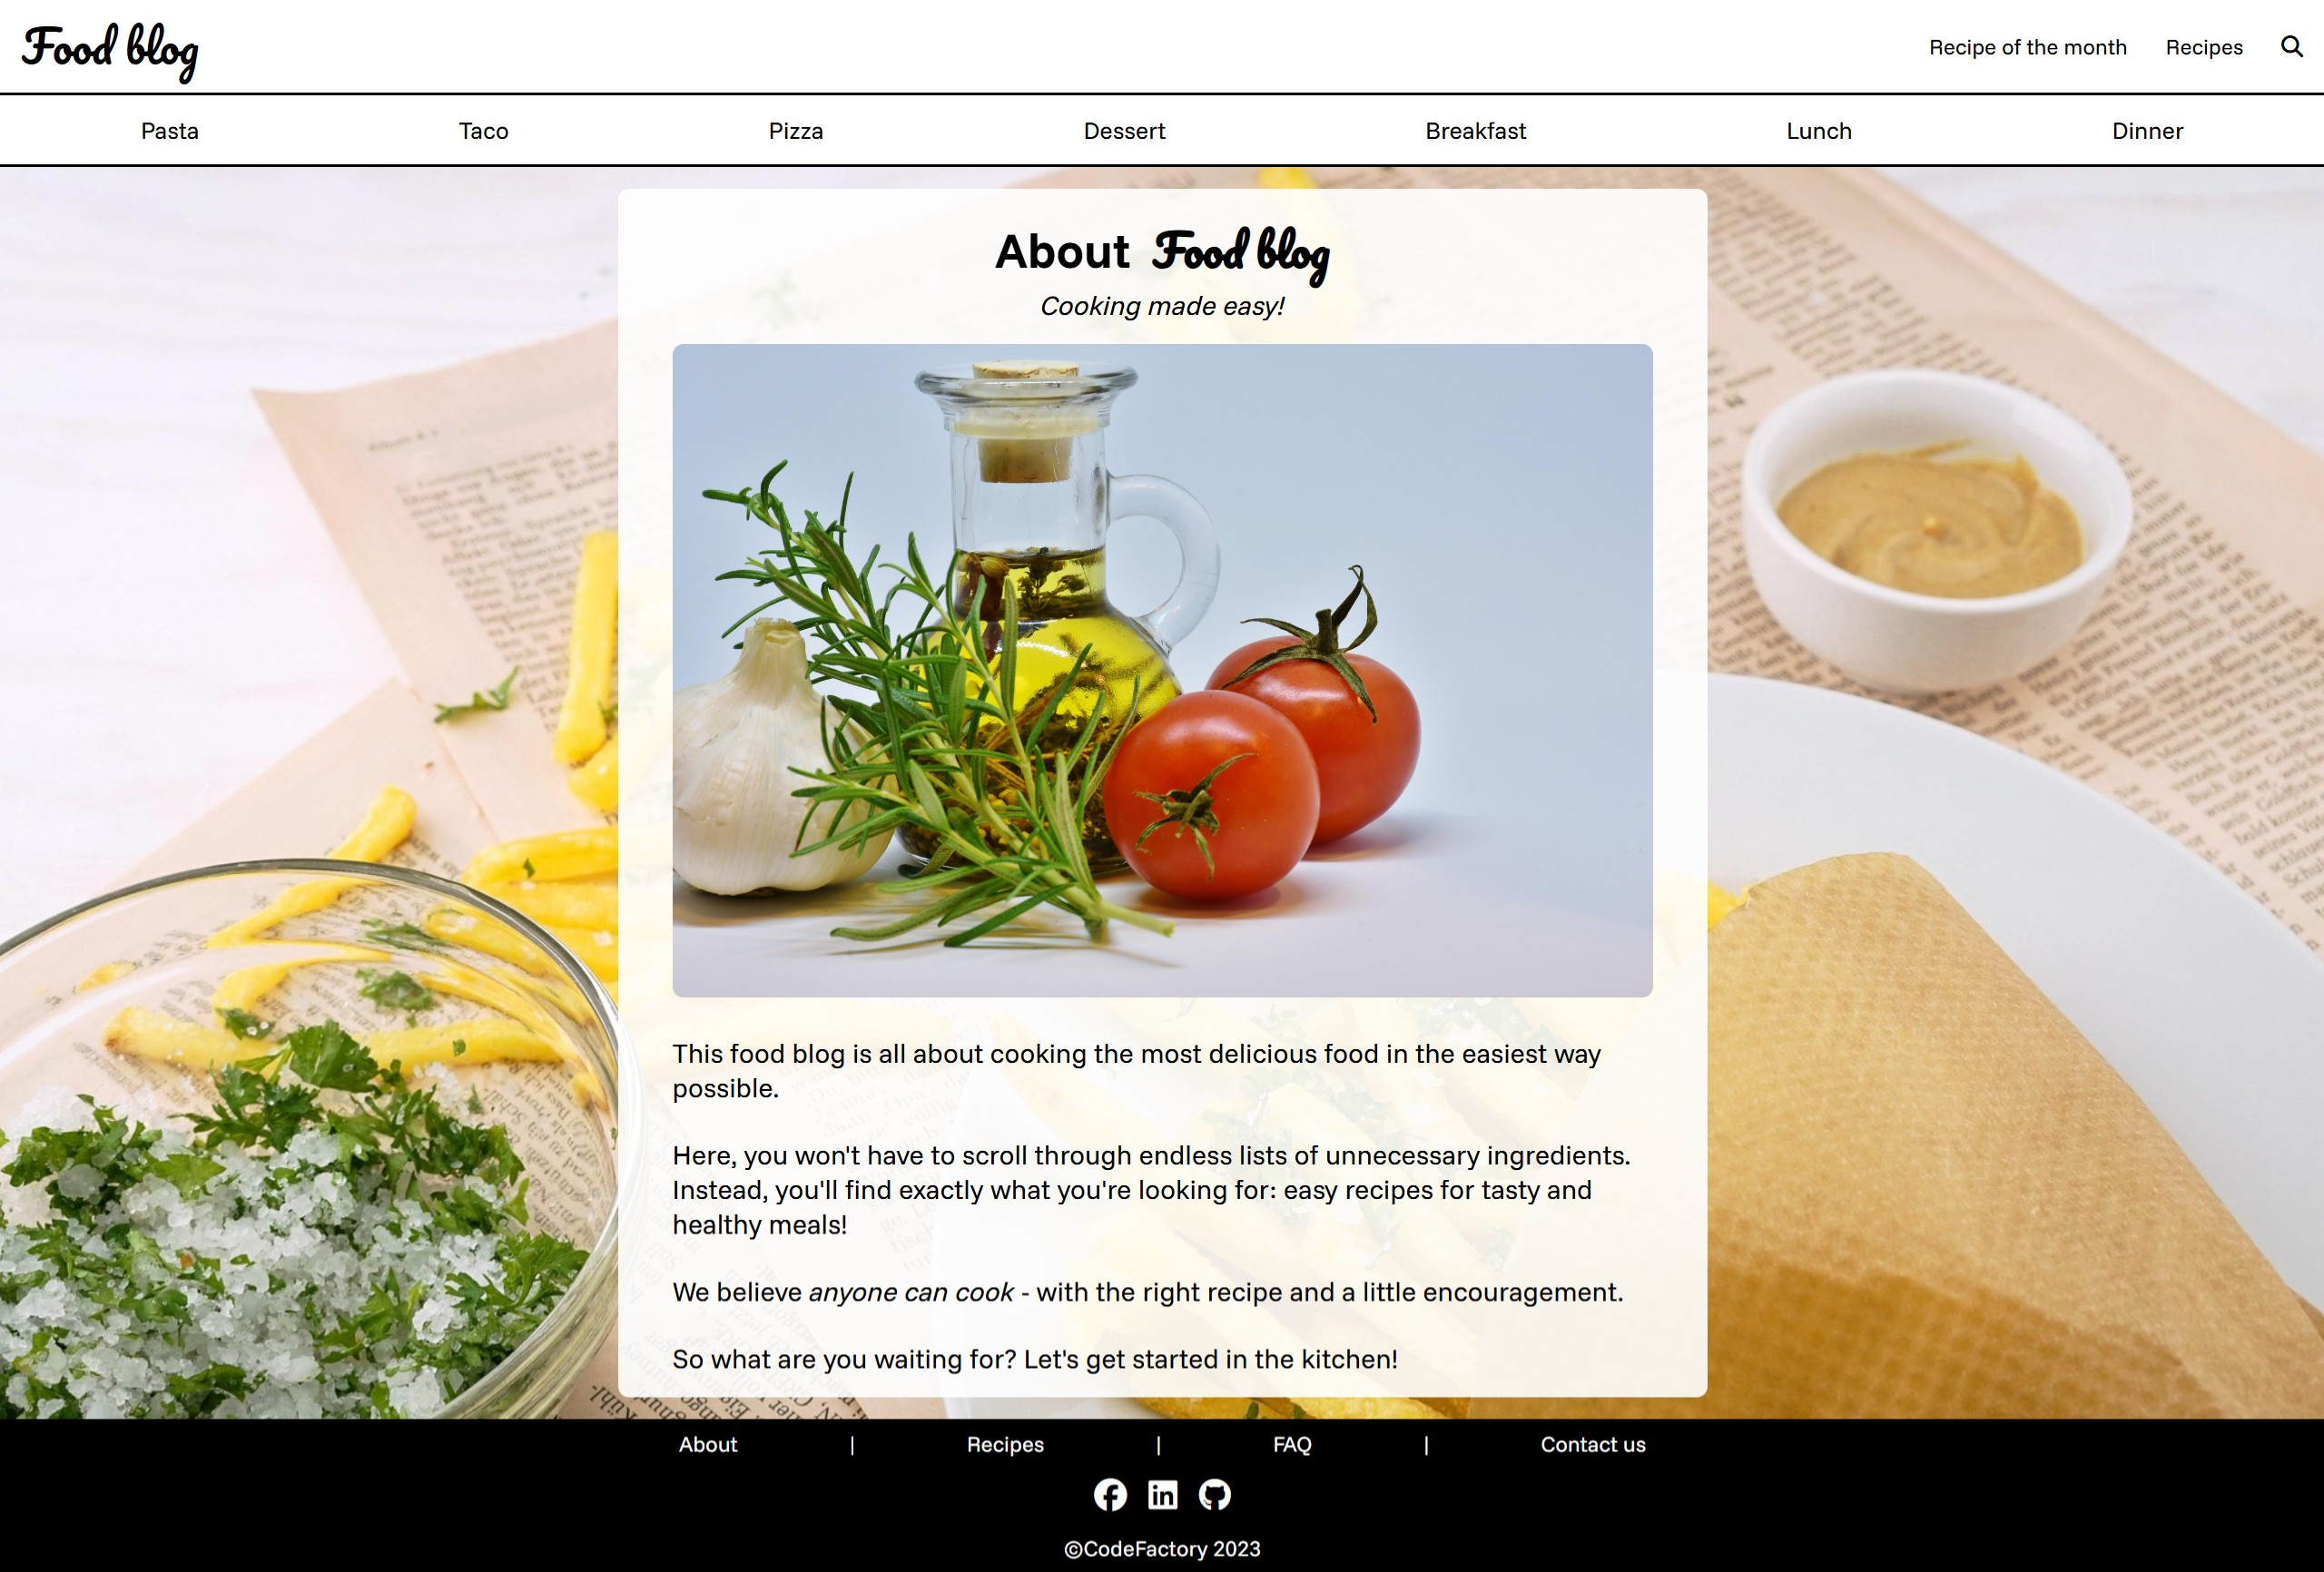 Food blog
Recipe of the month
Recipes
Pasta
Taco
Pizza
Dessert
Breakfast
Lunch
Dinner
About Food blog
Cooking made easy!
This food blog is all about cooking the most delicious food in the easiest way
possible.
Here, you won't have to scroll through endless lists of unnecessary ingredients.
Instead, you'll find exactly what you're looking for: easy recipes for tasty and
healthy meals!
We believe anyone can cook - with the right recipe and a little encouragement.
So what are you waiting for? Let's get started in the kitchen!
About | Recipes | FAQ | Contact us
©CodeFactory 2023